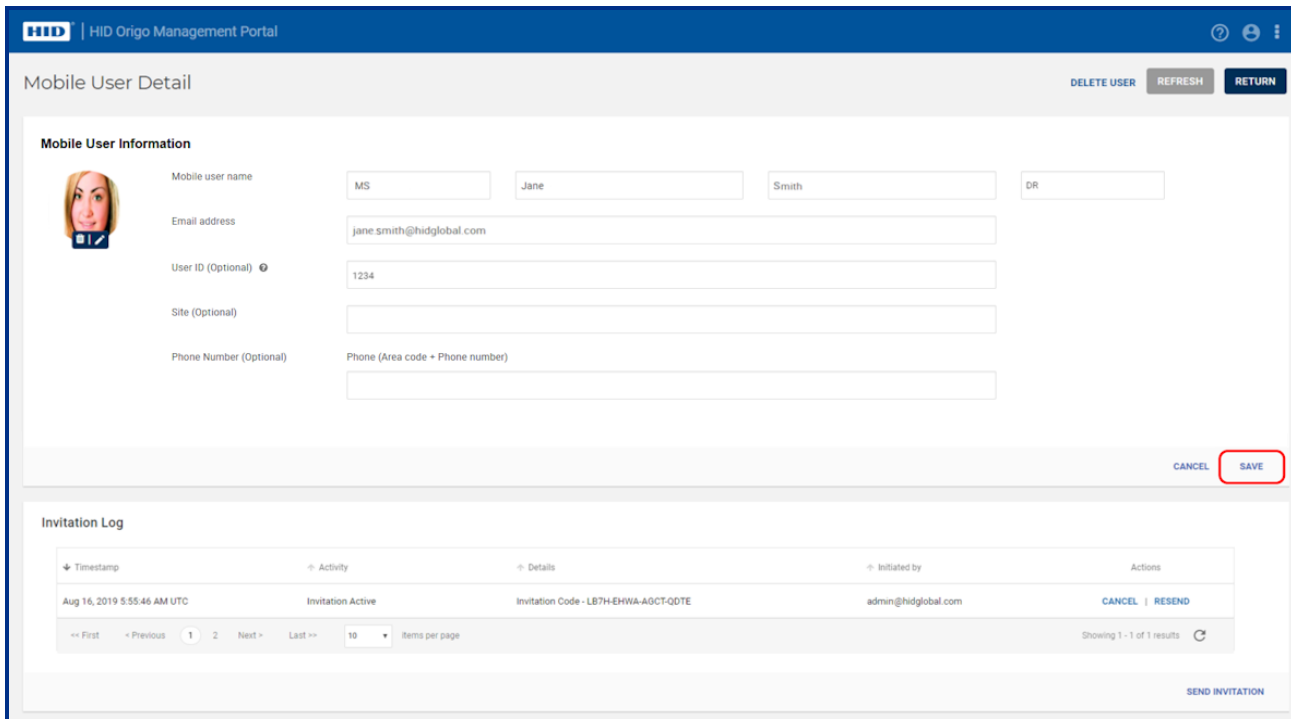 HID | HID Origo Management Portal
Mobile User Detail DELETE USER REFRESH RETURN
Mobile User Information
Mobile user name MS Jane Smith DR
Email address jane.smith@hidglobal.com
User ID (Optional) 1234
Site (Optional)
Phone Number (Optional) Phone (Area code + Phone number)
CANCEL SAVE
Invitation Log
Timestamp Activity Details Initiated by Actions
Aug 16, 2019 5:55:46 AM UTC Invitation Active Invitation Code - LB7H-EHWA-AGCT-QDTE admin@hidglobal.com CANCEL | RESEND
<< First < Previous 1 2 Next > Last >> 10 items per page Showing 1 - 1 of 1 results
SEND INVITATION